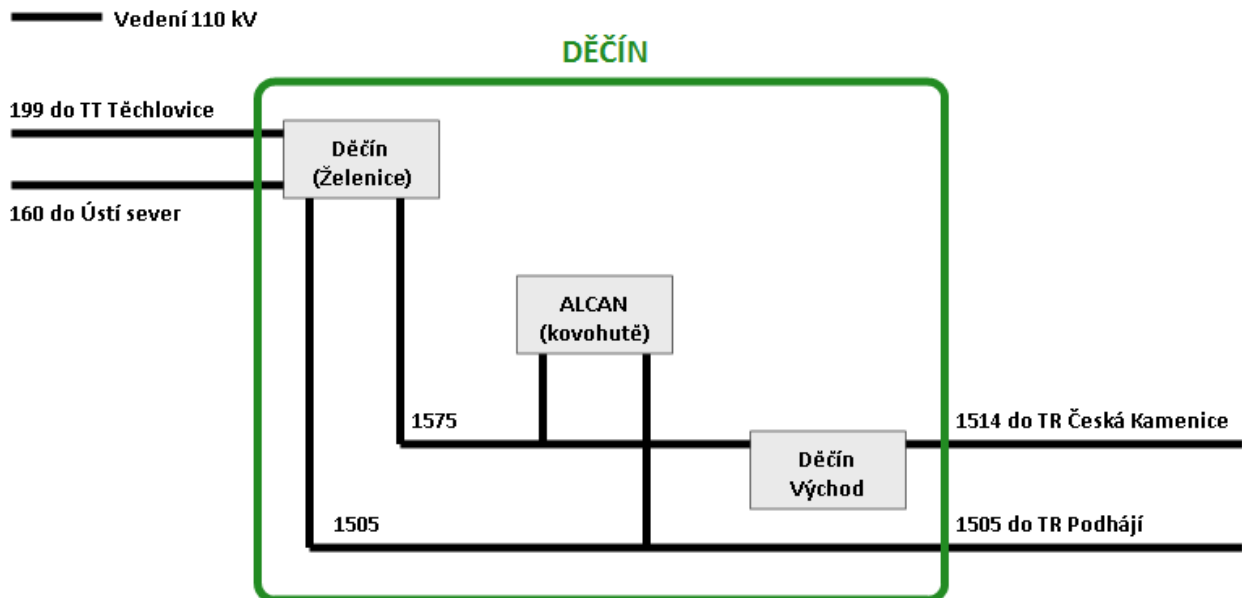 Vedení 110 kV
DĚČÍN
199 do TT Těchlovice
Děčín
(Želenice)
160 do Ústí sever
ALCAN
(kovohutě)
1575
1514 do TR Česká Kamenice
Děčín
Východ
1505
1505 do TR Podhájí